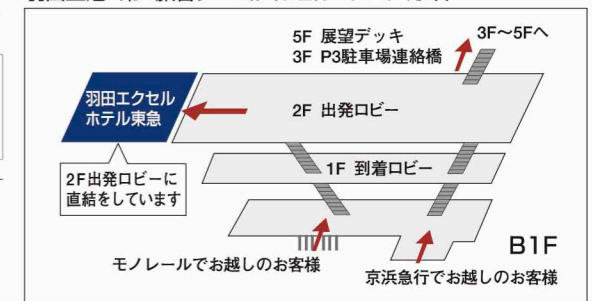 5F 展望デッキ
3F P3駐車場連絡橋
3F～5Fへ
羽田エクセル
ホテル東急
2F 出発ロビー
1F 到着ロビー
2F出発ロビーに
直結をしています
B1F
モノレールでお越しのお客様
京浜急行でお越しのお客様